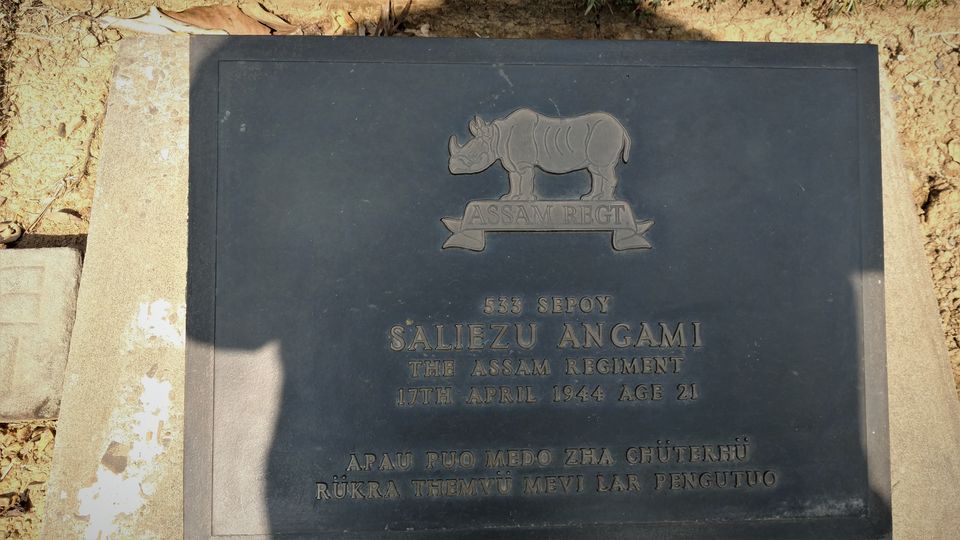 ASSAM REGT
533 SEPOY
SALIEZU ANGAMI
THE ASSAM REGIMENT
17TH APRIL 1944 AGE 21
APAU PUO MEDO ZHA CHÜTERHÜ
RÜKRA THEMVÜ MEVI LAR PENGUTUO